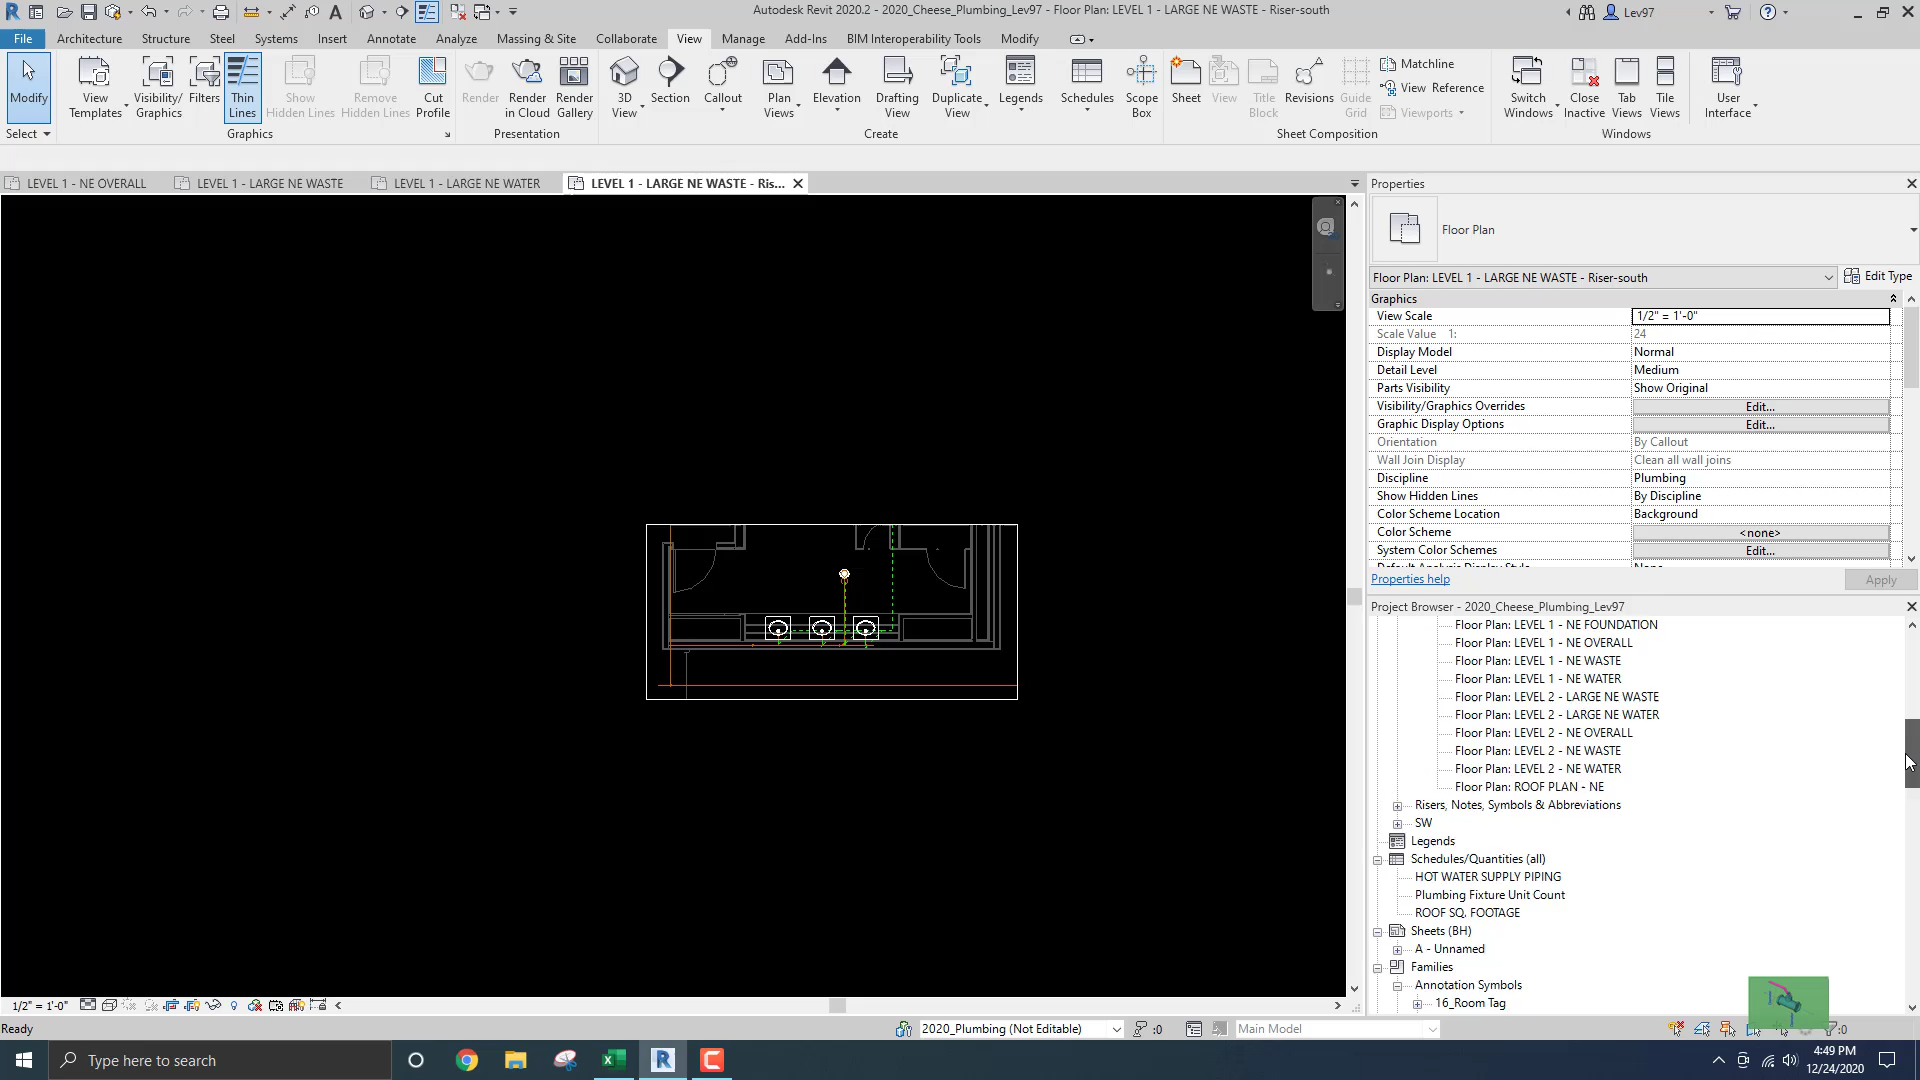 Autodesk Revit 2020.2 - 2020_Cheese_Plumbing_Lev97 - Floor Plan: LEVEL 1 - LARGE NE WASTE - Riser-south
Lev97
File Architecture Structure Steel Systems Insert Annotate Analyze Massing & Site Collaborate View Manage Add-Ins BIM Interoperability Tools Modify
Modify
View Templates
Visibility/ Graphics
Filters
Thin Lines
Show Hidden Lines
Remove Hidden Lines
Cut Profile
Render
Render in Cloud
Render Gallery
3D View
Section
Callout
Plan Views
Elevation
Drafting View
Duplicate View
Legends
Schedules
Scope Box
Sheet
View
Title Block
Revisions
Guide Grid
Matchline
View Reference
Viewports
Switch Windows
Close Inactive
Tab Views
Tile Views
User Interface
Select Graphics Presentation Create Sheet Composition Windows
LEVEL 1 - NE OVERALL LEVEL 1 - LARGE NE WASTE LEVEL 1 - LARGE NE WATER LEVEL 1 - LARGE NE WASTE - Ris...
Properties
Floor Plan
Floor Plan: LEVEL 1 - LARGE NE WASTE - Riser-south Edit Type
Graphics
View Scale 1/2" = 1'-0"
Scale Value 1: 24
Display Model Normal
Detail Level Medium
Parts Visibility Show Original
Visibility/Graphics Overrides Edit...
Graphic Display Options Edit...
Orientation By Callout
Wall Join Display Clean all wall joins
Discipline Plumbing
Show Hidden Lines By Discipline
Color Scheme Location Background
Color Scheme <none>
System Color Schemes Edit...
Properties help Apply
Project Browser - 2020_Cheese_Plumbing_Lev97
Floor Plan: LEVEL 1 - NE FOUNDATION
Floor Plan: LEVEL 1 - NE OVERALL
Floor Plan: LEVEL 1 - NE WASTE
Floor Plan: LEVEL 1 - NE WATER
Floor Plan: LEVEL 2 - LARGE NE WASTE
Floor Plan: LEVEL 2 - LARGE NE WATER
Floor Plan: LEVEL 2 - NE OVERALL
Floor Plan: LEVEL 2 - NE WASTE
Floor Plan: LEVEL 2 - NE WATER
Floor Plan: ROOF PLAN - NE
Risers, Notes, Symbols & Abbreviations
SW
Legends
Schedules/Quantities (all)
HOT WATER SUPPLY PIPING
Plumbing Fixture Unit Count
ROOF SQ. FOOTAGE
Sheets (BH)
A - Unnamed
Families
Annotation Symbols
16_Room Tag
1/2" = 1'-0"
Ready 2020_Plumbing (Not Editable) :0 Main Model :0
Type here to search
4:49 PM
12/24/2020